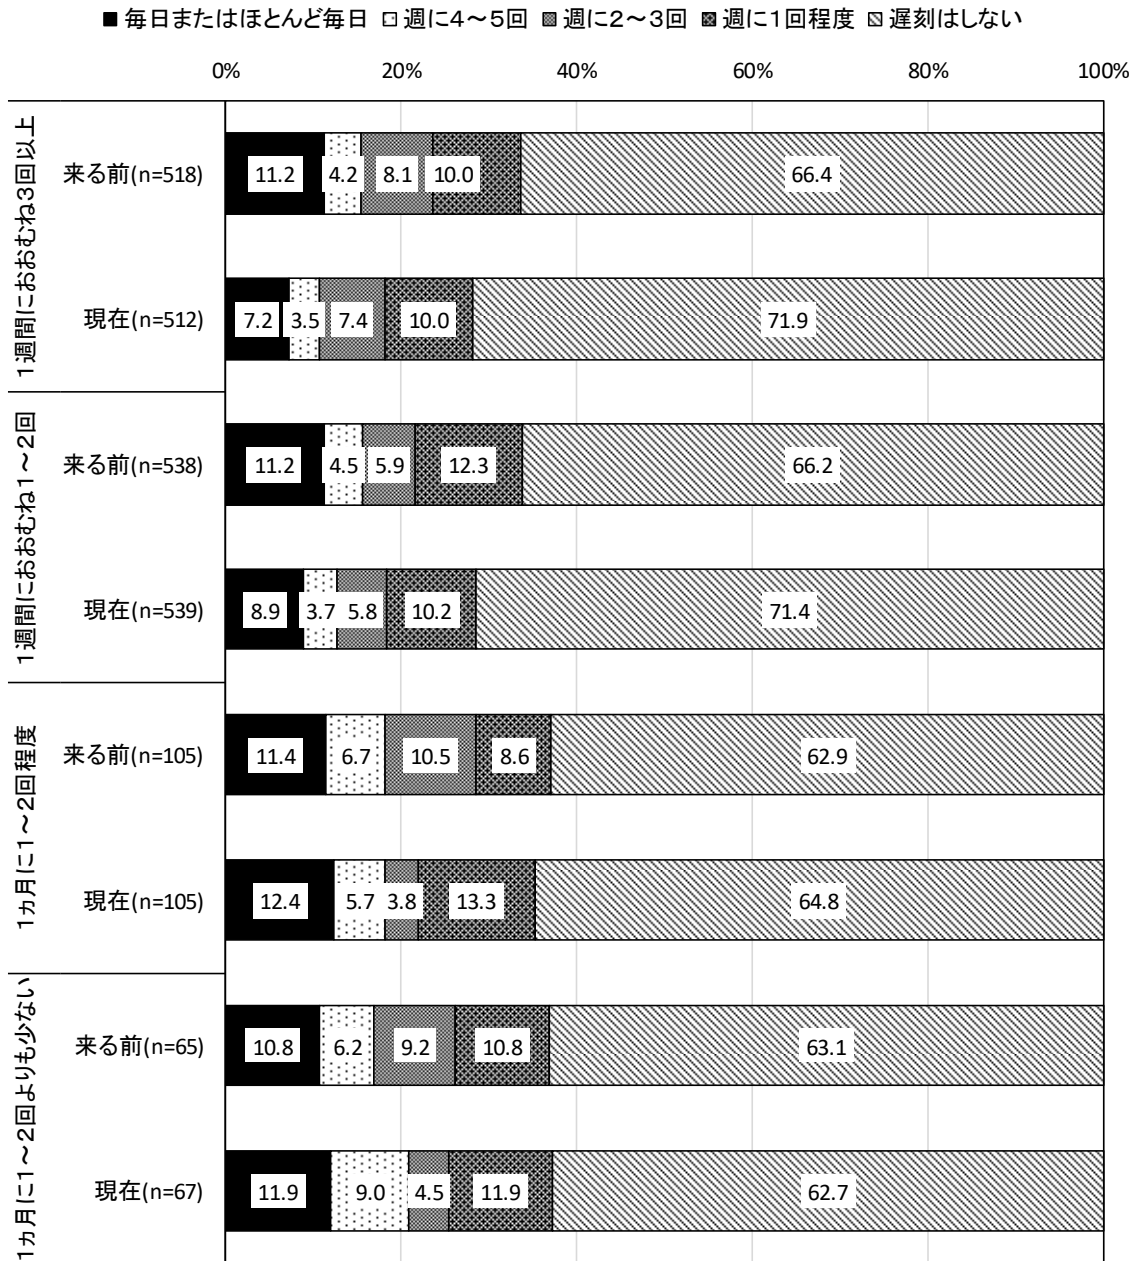 ■毎日またはほとんど毎日 □週に4～5回 ■週に2～3回 ■週に1回程度 □遅刻はしない
0% 20% 40% 60% 80% 100%
1週間におおむね3回以上
来る前(n=518) 11.2 4.2 8.1 10.0 66.4
現在(n=512) 7.2 3.5 7.4 10.0 71.9
1週間におおむね1～2回
来る前(n=538) 11.2 4.5 5.9 12.3 66.2
現在(n=539) 8.9 3.7 5.8 10.2 71.4
1ヵ月に1～2回程度
来る前(n=105) 11.4 6.7 10.5 8.6 62.9
現在(n=105) 12.4 5.7 3.8 13.3 64.8
1ヵ月に1～2回よりも少ない
来る前(n=65) 10.8 6.2 9.2 10.8 63.1
現在(n=67) 11.9 9.0 4.5 11.9 62.7